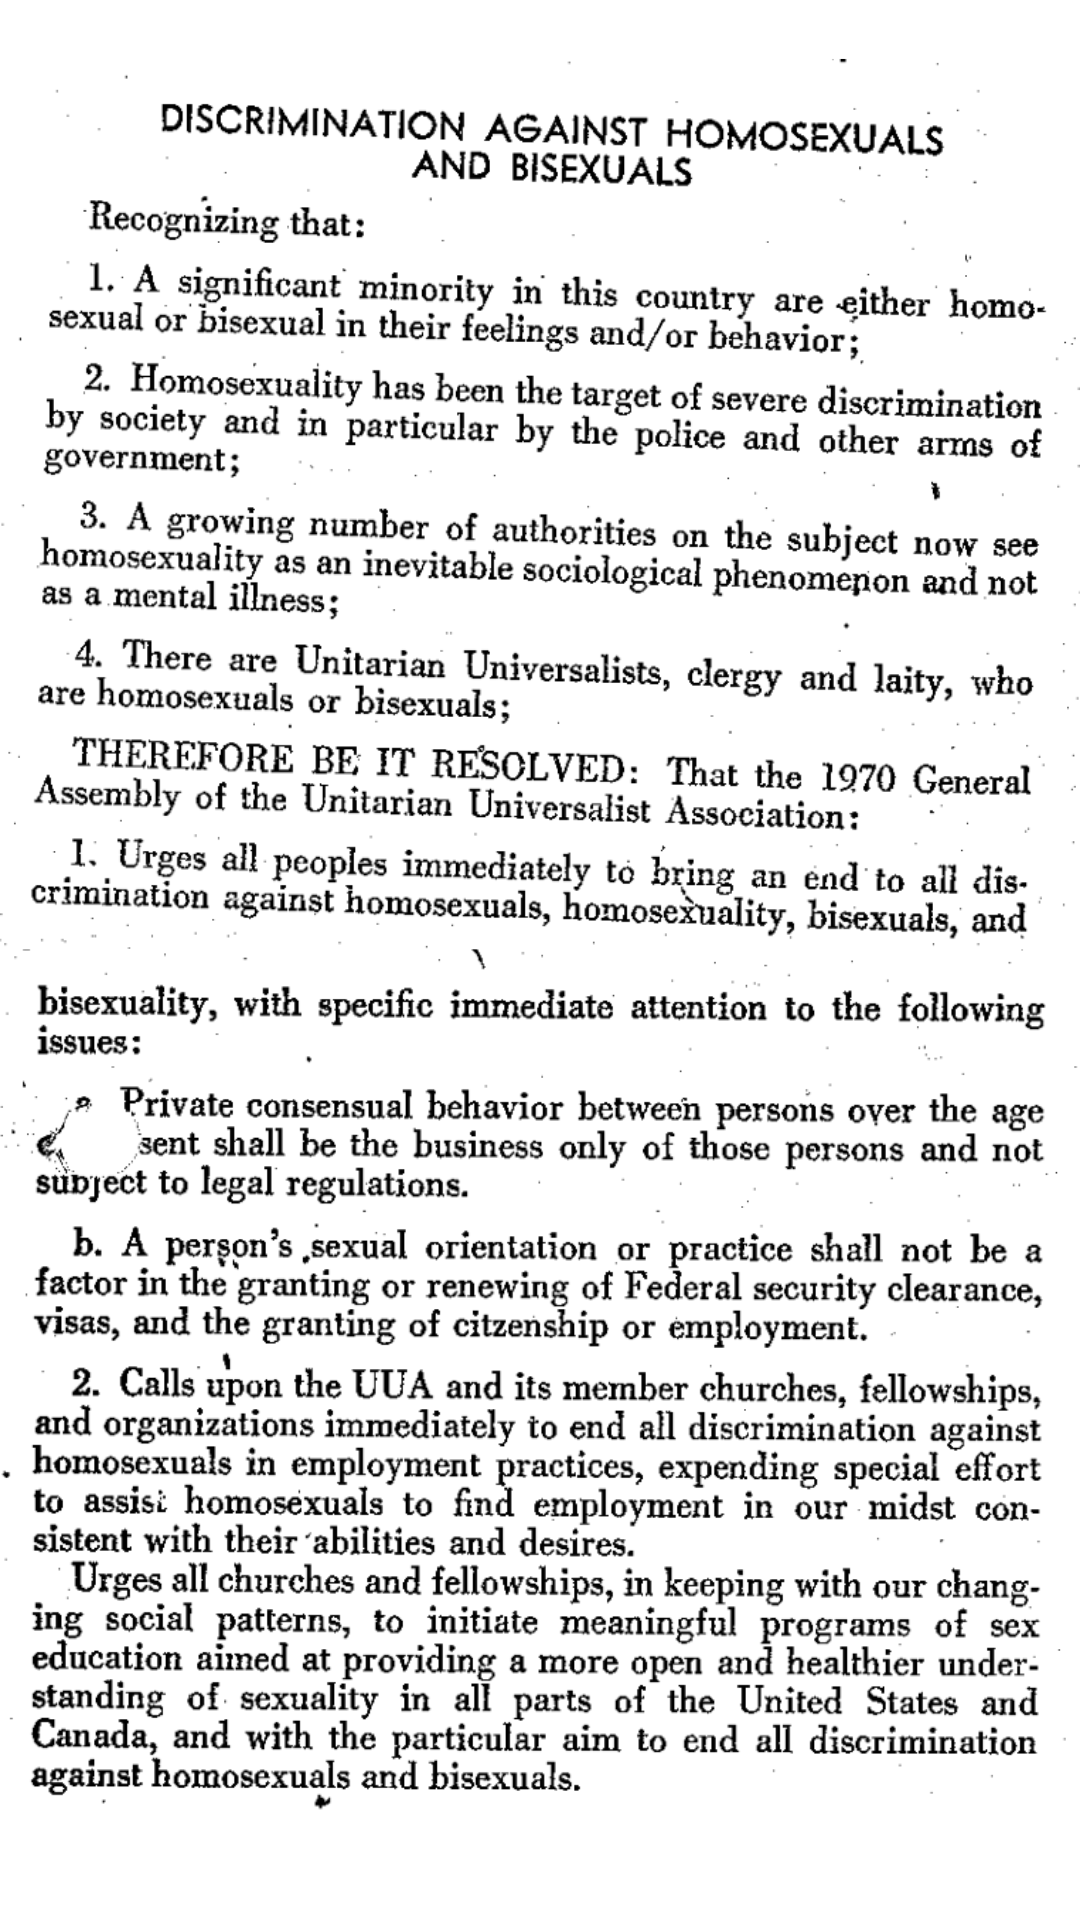 DISCRIMINATION AGAINST HOMOSEXUALS
AND BISEXUALS
Recognizing that:
1. A significant minority in this country are either homo-
sexual or bisexual in their feelings and/or behavior;
2. Homosexuality has been the target of severe discrimination
by society and in particular by the police and other arms of
government;
3. A growing number of authorities on the subject now see
homosexuality as an inevitable sociological phenomenon and not
as a mental illness;
4. There are Unitarian Universalists, clergy and laity, who
are homosexuals or bisexuals;
THEREFORE BE IT RESOLVED: That the 1970 General
Assembly of the Unitarian Universalist Association:
1. Urges all peoples immediately to bring an end to all dis-
crimination against homosexuals, homosexuality, bisexuals, and
bisexuality, with specific immediate attention to the following
issues:
Private consensual behavior between persons over the age
sent shall be the business only of those persons and not
subject to legal regulations.
b. A person's sexual orientation or practice shall not be a
factor in the granting or renewing of Federal security clearance,
visas, and the granting of citzenship or employment.
2. Calls upon the UUA and its member churches, fellowships,
and organizations immediately to end all discrimination against
homosexuals in employment practices, expending special effort
to assist homosexuals to find employment in our midst con-
sistent with their abilities and desires.
Urges all churches and fellowships, in keeping with our chang-
ing social patterns, to initiate meaningful programs of sex
education aimed at providing a more open and healthier under-
standing of sexuality in all parts of the United States and
Canada, and with the particular aim to end all discrimination
against homosexuals and bisexuals.